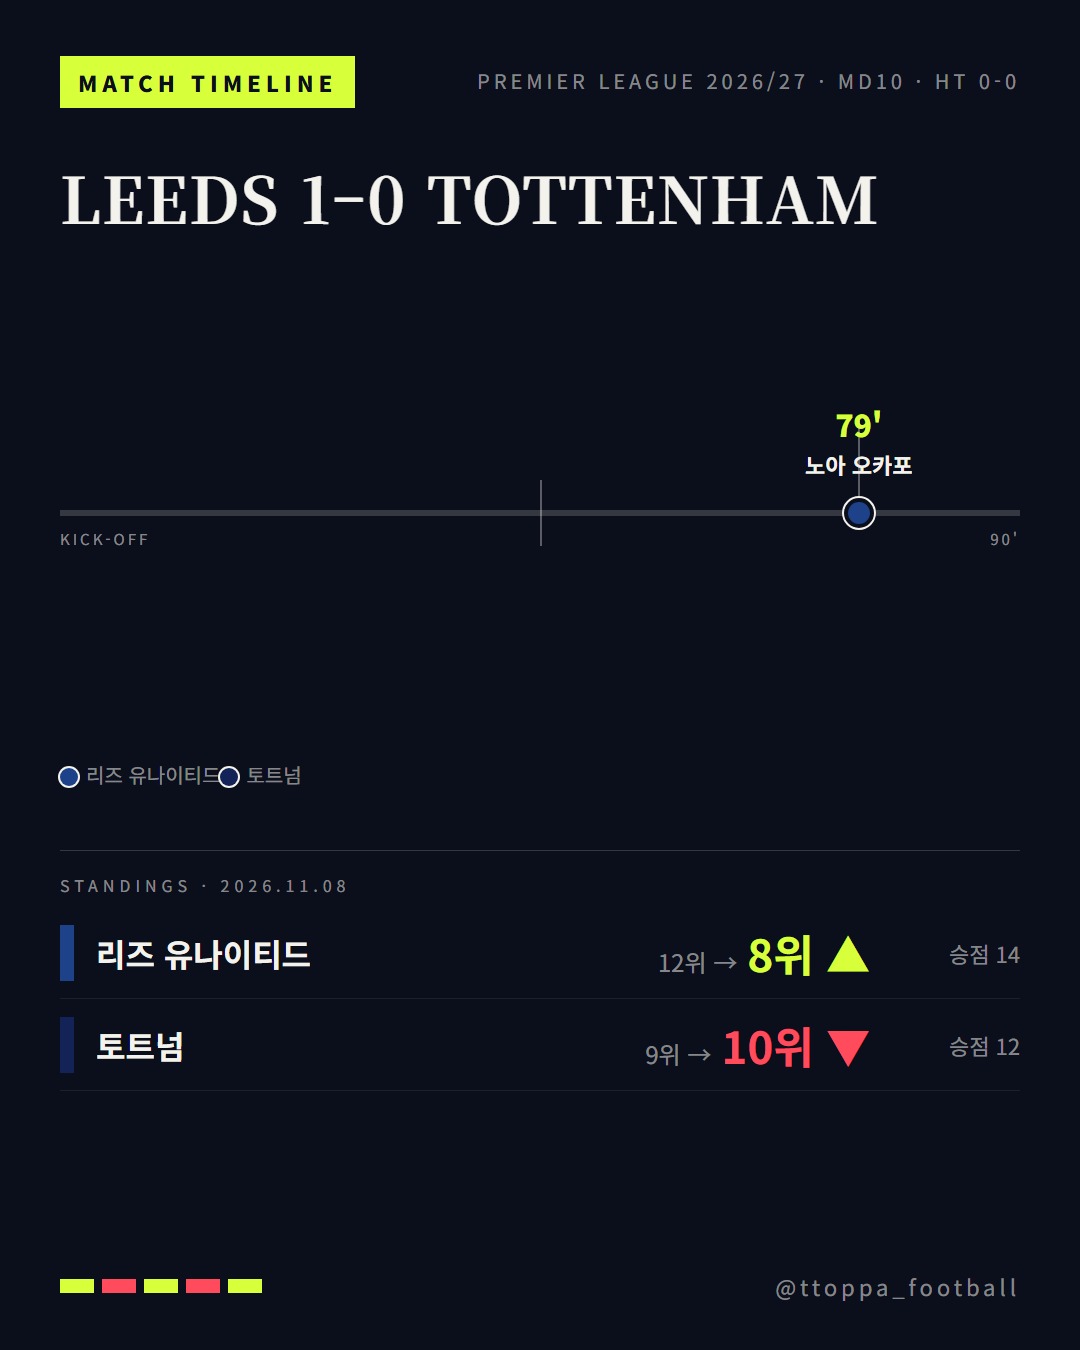 MATCH TIMELINE
PREMIER LEAGUE 2026/27 · MD10 · HT 0-0
LEEDS 1–0 TOTTENHAM
79'
노아 오카포
KICK-OFF
90'
리즈 유나이티드 토트넘
STANDINGS · 2026.11.08
리즈 유나이티드 12위 → 8위 ▲ 승점 14
토트넘 9위 → 10위 ▼ 승점 12
@ttoppa_football